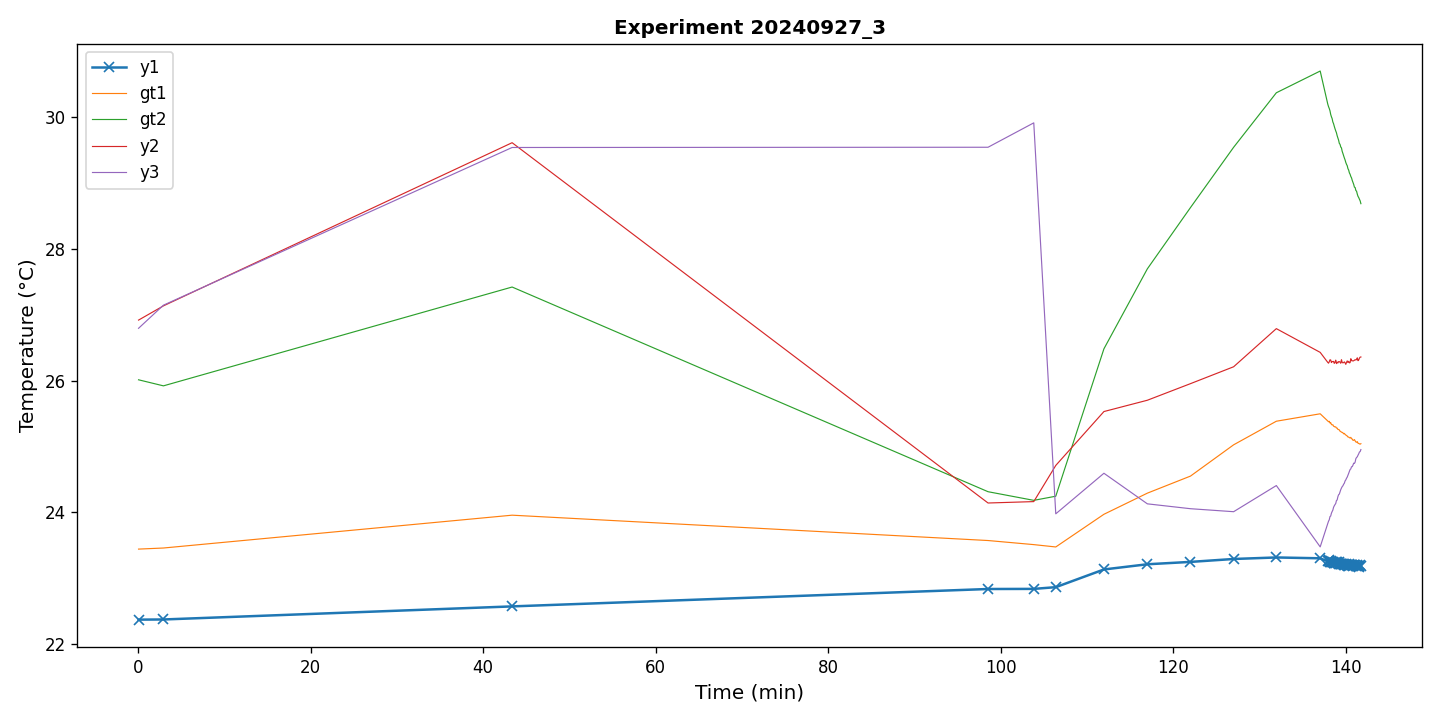 Experiment 20240927_3
y1
gt1
gt2
y2
y3
Temperature (°C)
30
28
26
24
22
0 20 40 60 80 100 120 140
Time (min)